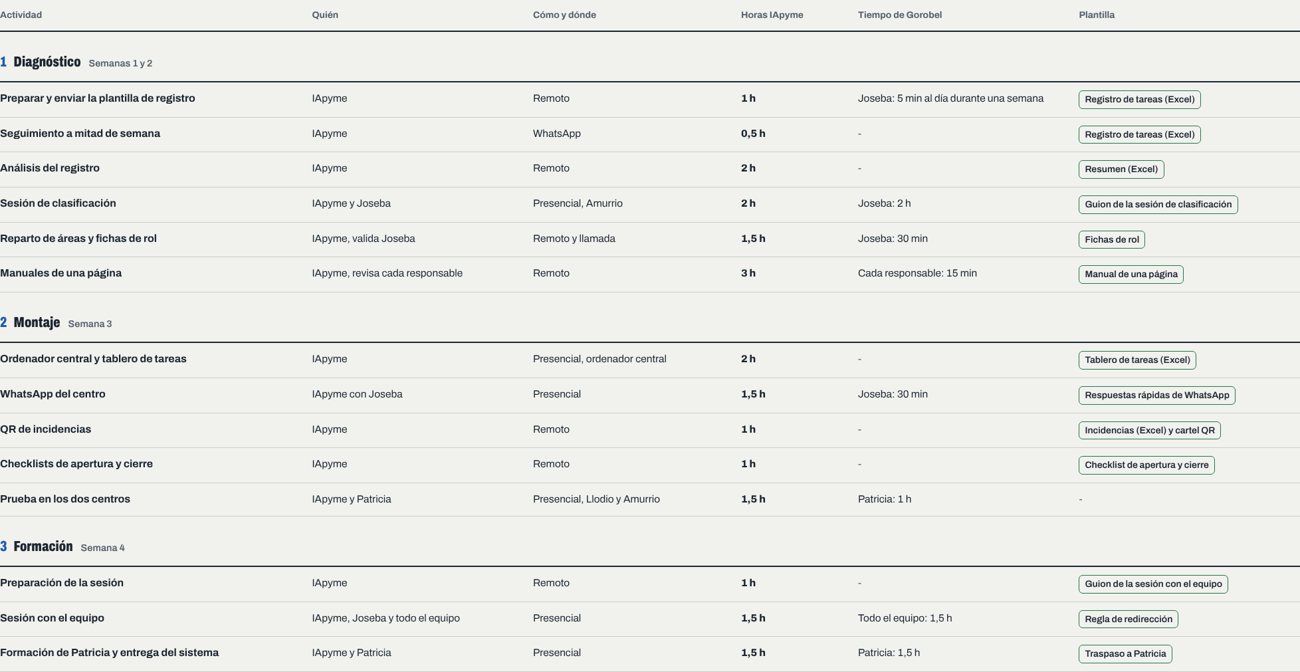 Actividad Quién Cómo y dónde Horas IApyme Tiempo de Gorobel Plantilla
1 Diagnóstico Semanas 1 y 2
Preparar y enviar la plantilla de registro IApyme Remoto 1 h Joseba: 5 min al día durante una semana Registro de tareas (Excel)
Seguimiento a mitad de semana IApyme WhatsApp 0,5 h - Registro de tareas (Excel)
Análisis del registro IApyme Remoto 2 h - Resumen (Excel)
Sesión de clasificación IApyme y Joseba Presencial, Amurrio 2 h Joseba: 2 h Guion de la sesión de clasificación
Reparto de áreas y fichas de rol IApyme, valida Joseba Remoto y llamada 1,5 h Joseba: 30 min Fichas de rol
Manuales de una página IApyme, revisa cada responsable Remoto 3 h Cada responsable: 15 min Manual de una página
2 Montaje Semana 3
Ordenador central y tablero de tareas IApyme Presencial, ordenador central 2 h - Tablero de tareas (Excel)
WhatsApp del centro IApyme con Joseba Presencial 1,5 h Joseba: 30 min Respuestas rápidas de WhatsApp
QR de incidencias IApyme Remoto 1 h - Incidencias (Excel) y cartel QR
Checklists de apertura y cierre IApyme Remoto 1 h - Checklist de apertura y cierre
Prueba en los dos centros IApyme y Patricia Presencial, Llodio y Amurrio 1,5 h Patricia: 1 h -
3 Formación Semana 4
Preparación de la sesión IApyme Remoto 1 h - Guion de la sesión con el equipo
Sesión con el equipo IApyme, Joseba y todo el equipo Presencial 1,5 h Todo el equipo: 1,5 h Regla de redirección
Formación de Patricia y entrega del sistema IApyme y Patricia Presencial 1,5 h Patricia: 1,5 h Traspaso a Patricia